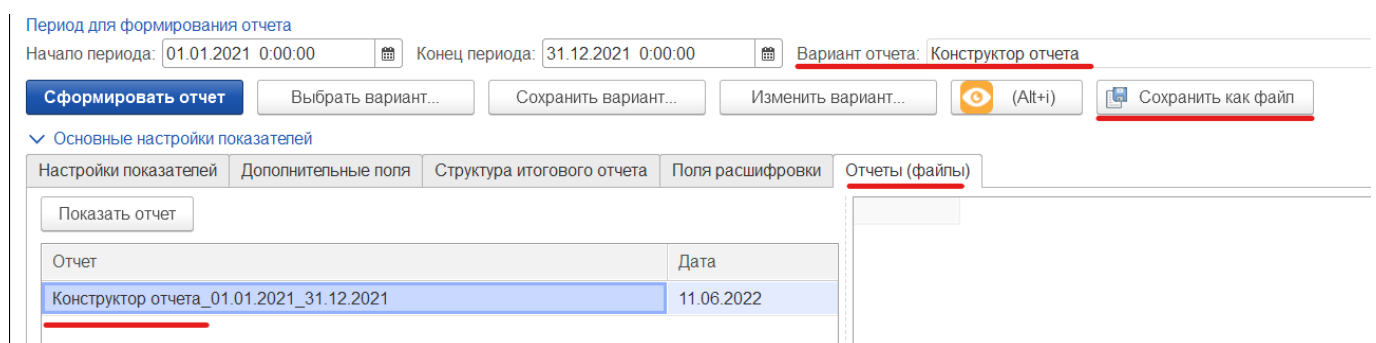 Период для формирования отчета
Начало периода: 01.01.2021 0:00:00 Конец периода: 31.12.2021 0:00:00 Вариант отчета: Конструктор отчета
Сформировать отчет Выбрать вариант... Сохранить вариант... Изменить вариант... (Alt+i) Сохранить как файл
Основные настройки показателей
Настройки показателей Дополнительные поля Структура итогового отчета Поля расшифровки Отчеты (файлы)
Показать отчет
Отчет Дата
Конструктор отчета_01.01.2021_31.12.2021 11.06.2022